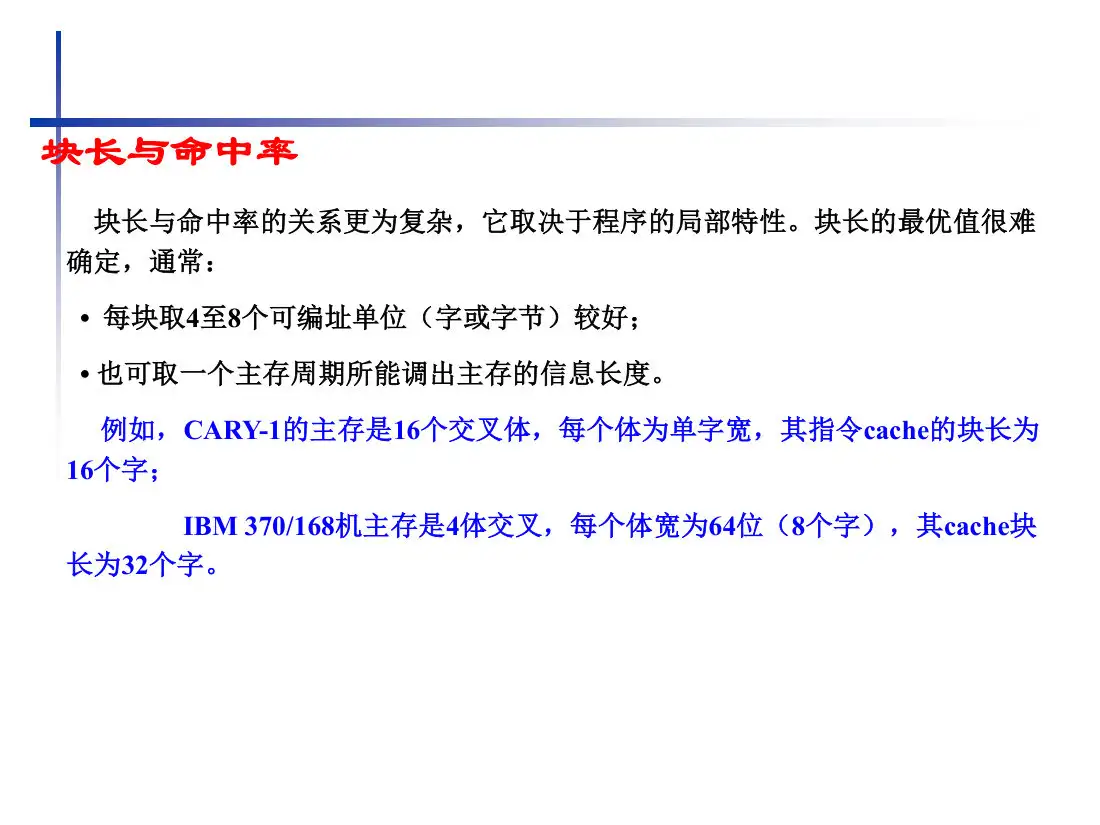 块长与命中率
块长与命中率的关系更为复杂，它取决于程序的局部特性。块长的最优值很难
确定，通常：
• 每块取4至8个可编址单位（字或字节）较好；
• 也可取一个主存周期所能调出主存的信息长度。
例如，CARY-1的主存是16个交叉体，每个体为单字宽，其指令cache的块长为
16个字；
IBM 370/168机主存是4体交叉，每个体宽为64位（8个字），其cache块
长为32个字。